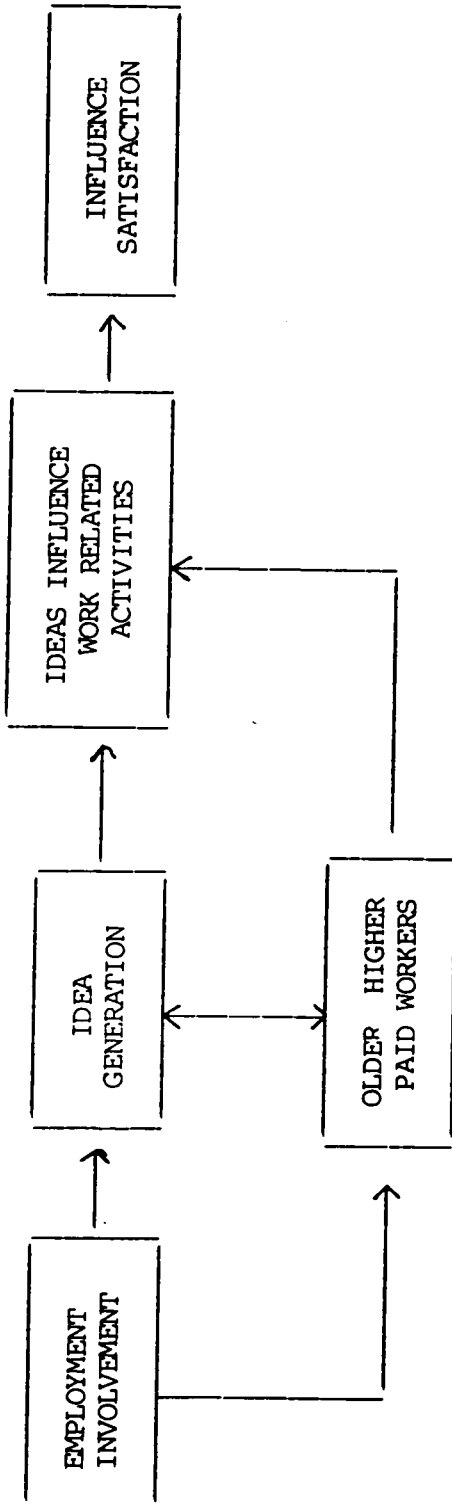 EMPLOYMENT
INVOLVEMENT
IDEA
GENERATION
IDEAS INFLUENCE
WORK RELATED
ACTIVITIES
INFLUENCE
SATISFACTION
OLDER HIGHER
PAID WORKERS